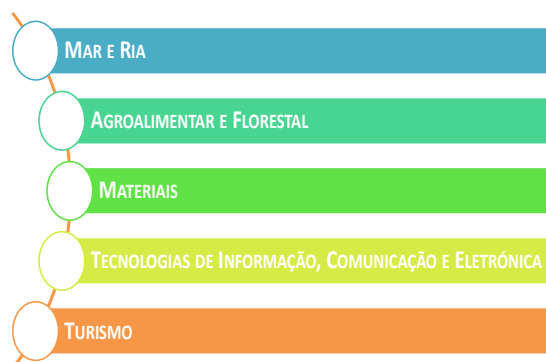 Mar e Ria
Agroalimentar e Florestal
Materiais
Tecnologias de Informação, Comunicação e Eletrónica
Turismo